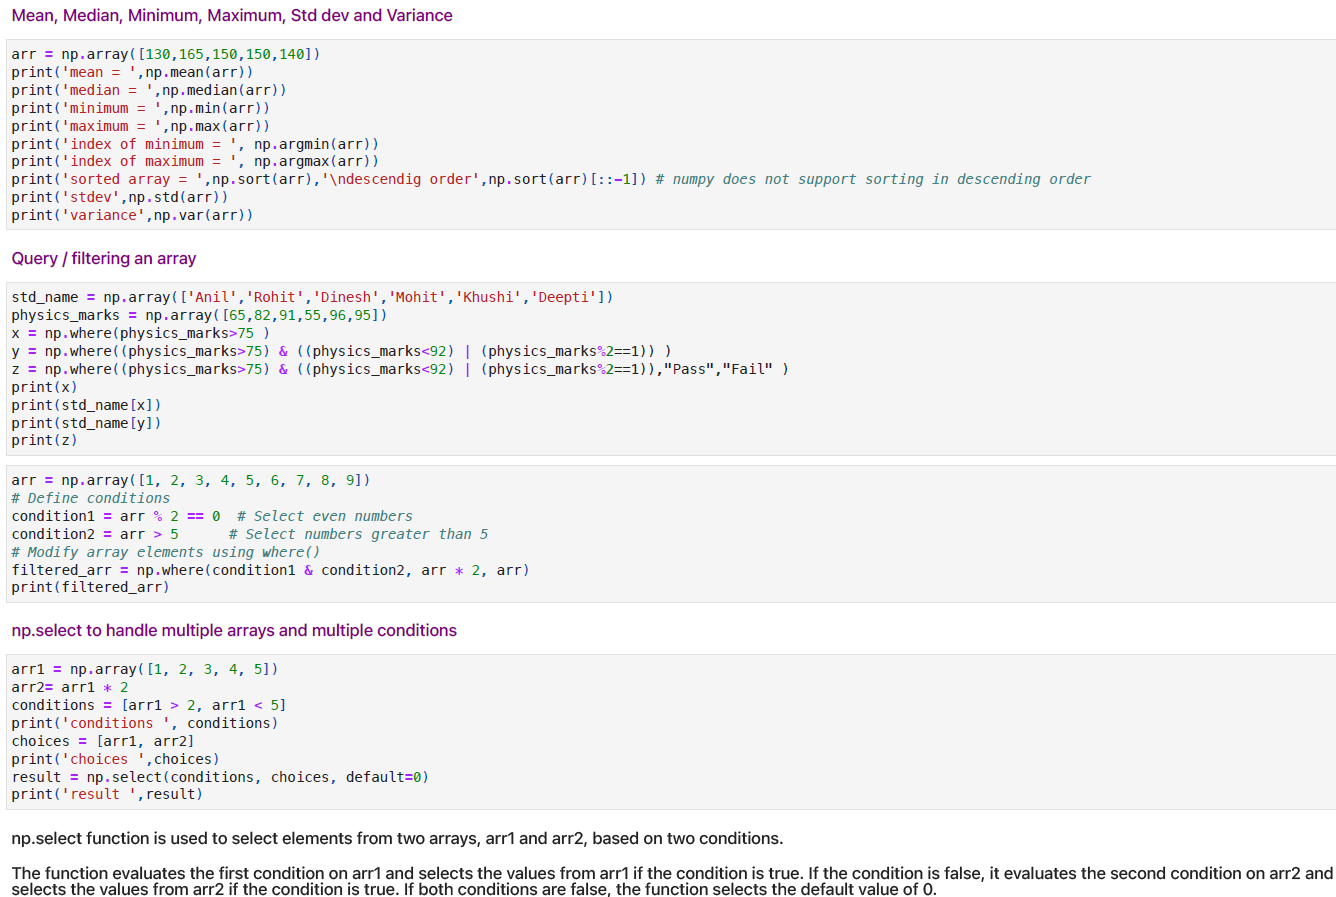 Mean, Median, Minimum, Maximum, Std dev and Variance
arr = np.array([130,165,150,150,140])
print('mean = ',np.mean(arr))
print('median = ',np.median(arr))
print('minimum = ',np.min(arr))
print('maximum = ',np.max(arr))
print('index of minimum = ', np.argmin(arr))
print('index of maximum = ', np.argmax(arr))
print('sorted array = ',np.sort(arr),'\ndescendig order',np.sort(arr)[::-1]) # numpy does not support sorting in descending order
print('stdev',np.std(arr))
print('variance',np.var(arr))
Query / filtering an array
std_name = np.array(['Anil','Rohit','Dinesh','Mohit','Khushi','Deepti'])
physics_marks = np.array([65,82,91,55,96,95])
x = np.where(physics_marks>75 )
y = np.where((physics_marks>75) & ((physics_marks<92) | (physics_marks%2==1)) )
z = np.where((physics_marks>75) & ((physics_marks<92) | (physics_marks%2==1)),"Pass","Fail" )
print(x)
print(std_name[x])
print(std_name[y])
print(z)
arr = np.array([1, 2, 3, 4, 5, 6, 7, 8, 9])
# Define conditions
condition1 = arr % 2 == 0  # Select even numbers
condition2 = arr > 5      # Select numbers greater than 5
# Modify array elements using where()
filtered_arr = np.where(condition1 & condition2, arr * 2, arr)
print(filtered_arr)
np.select to handle multiple arrays and multiple conditions
arr1 = np.array([1, 2, 3, 4, 5])
arr2= arr1 * 2
conditions = [arr1 > 2, arr1 < 5]
print('conditions ', conditions)
choices = [arr1, arr2]
print('choices ',choices)
result = np.select(conditions, choices, default=0)
print('result ',result)
np.select function is used to select elements from two arrays, arr1 and arr2, based on two conditions.
The function evaluates the first condition on arr1 and selects the values from arr1 if the condition is true. If the condition is false, it evaluates the second condition on arr2 and
selects the values from arr2 if the condition is true. If both conditions are false, the function selects the default value of 0.